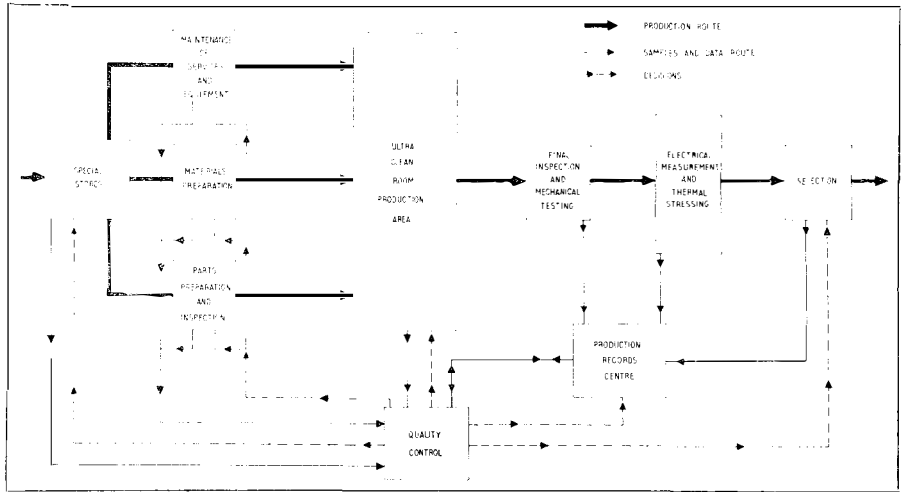 MAINTENANCE
OF
SERVICES
AND
EQUIPMENT
PRODUCTION ROUTE
SAMPLES AND DATA ROUTE
DECISIONS
SPECIAL
STORES
MATERIALS
PREPARATION
PARTS
PREPARATION
AND
INSPECTION
ULTRA
CLEAN
ROOM
PRODUCTION
AREA
FINAL
INSPECTION
AND
MECHANICAL
TESTING
ELECTRICAL
MEASUREMENT
AND
THERMAL
STRESSING
SELECTION
PRODUCTION
RECORDS
CENTRE
QUALITY
CONTROL